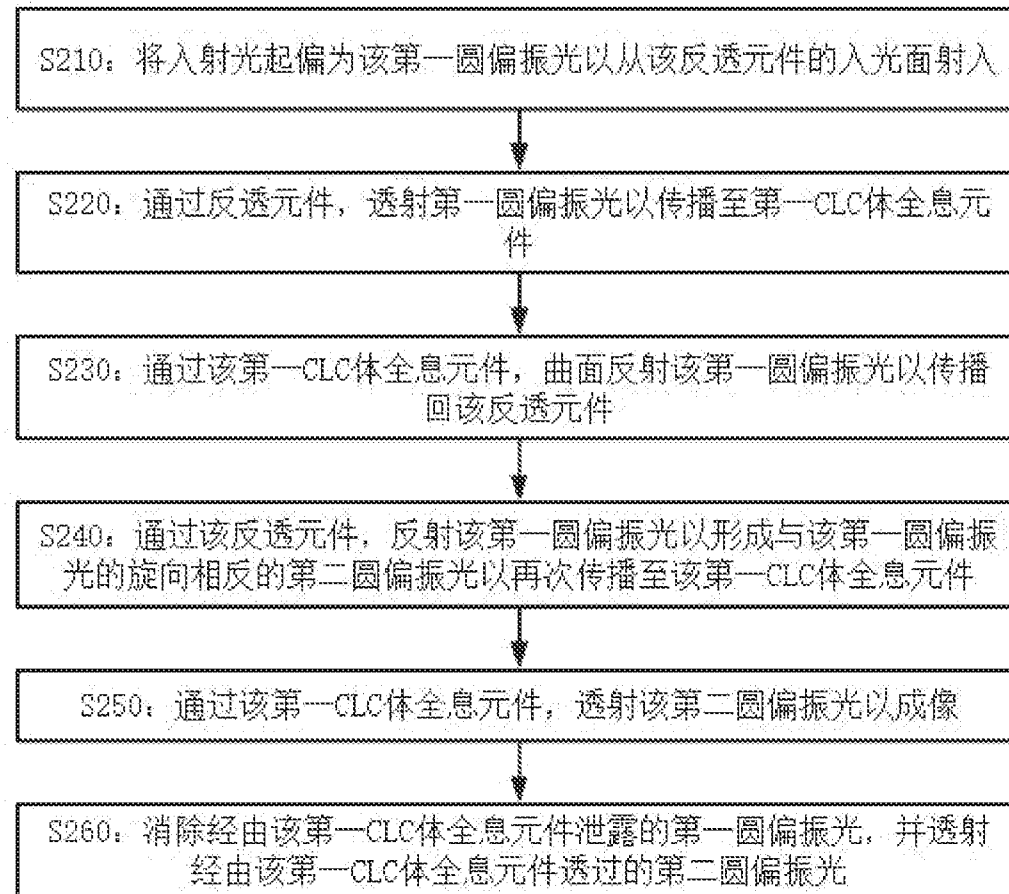 S210：将入射光起偏为该第一圆偏振光以从该反透元件的入光面射入
S220：通过反透元件，透射第一圆偏振光以传播至第一CLC体全息元
件
S230：通过该第一CLC体全息元件，曲面反射该第一圆偏振光以传播
回该反透元件
S240：通过该反透元件，反射该第一圆偏振光以形成与该第一圆偏振
光的旋向相反的第二圆偏振光以再次传播至该第一CLC体全息元件
S250：通过该第一CLC体全息元件，透射该第二圆偏振光以成像
S260：消除经由该第一CLC体全息元件泄露的第一圆偏振光，并透射
经由该第一CLC体全息元件透过的第二圆偏振光